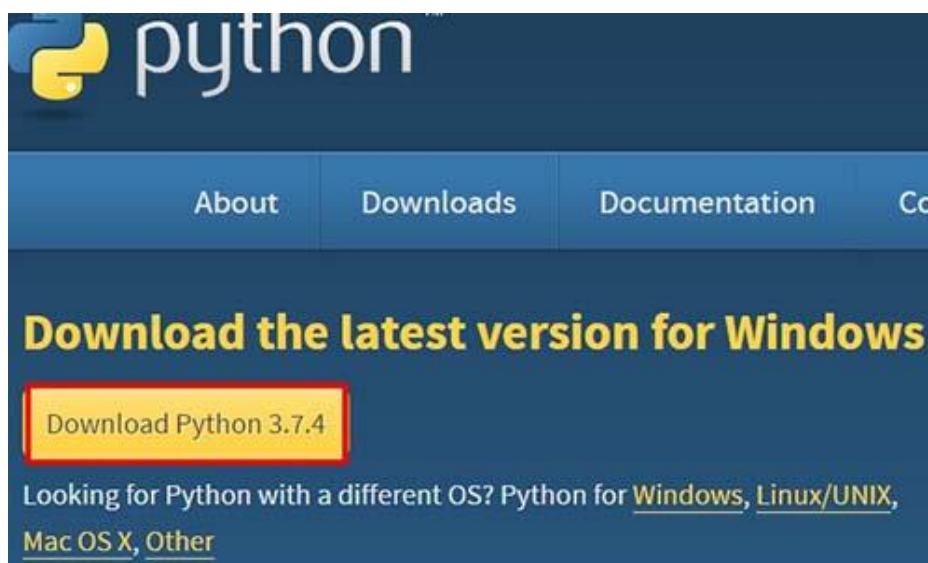 python
About Downloads Documentation
Download the latest version for Windows
Download Python 3.7.4
Looking for Python with a different OS? Python for Windows, Linux/UNIX,
Mac OS X, Other